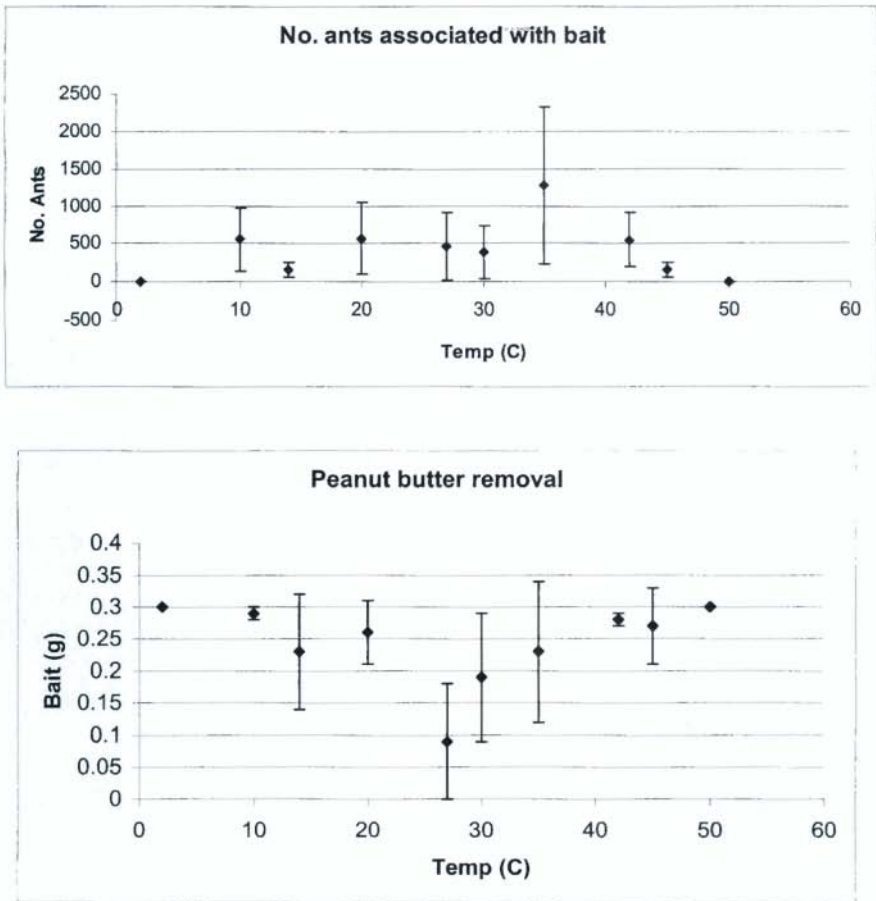 No. ants associated with bait
2500
2000
1500
1000
500
0
-500
No. Ants
0 10 20 30 40 50 60
Temp (C)
Peanut butter removal
0.4
0.35
0.3
0.25
0.2
0.15
0.1
0.05
0
Bait (g)
0 10 20 30 40 50 60
Temp (C)